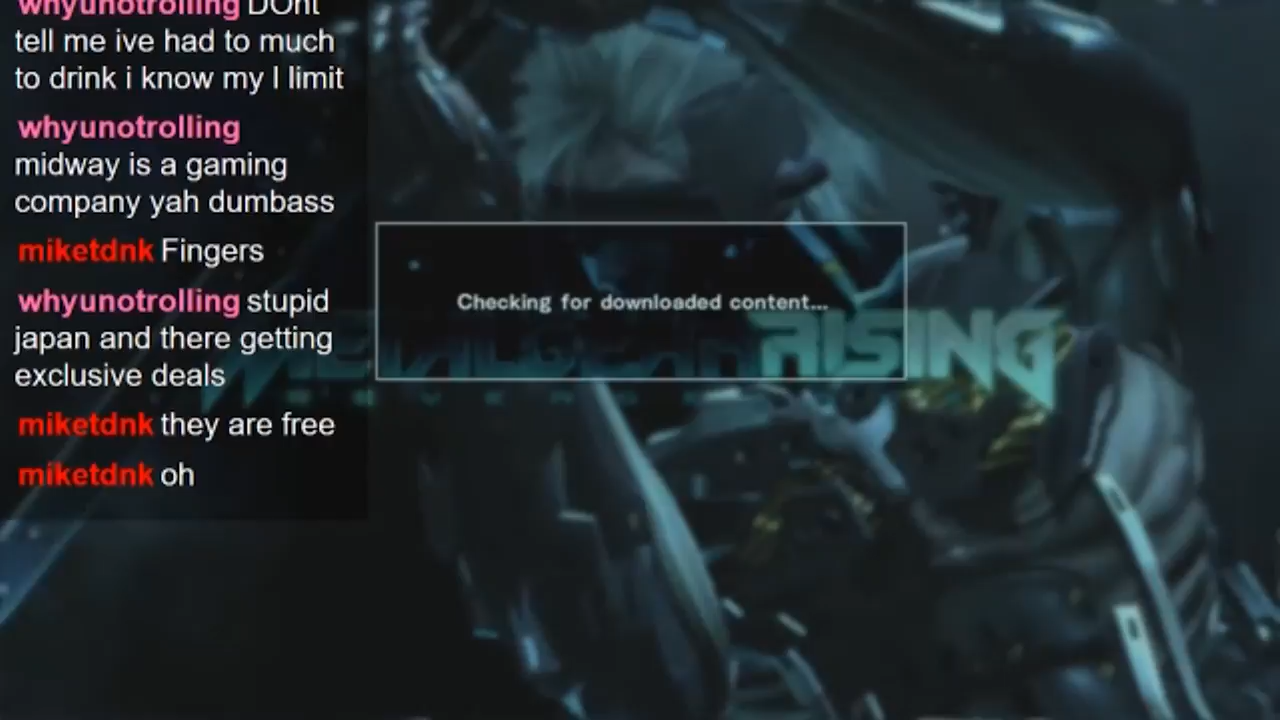 whyunotrolling DOnt
tell me ive had to much
to drink i know my l limit
whyunotrolling
midway is a gaming
company yah dumbass
miketdnk Fingers
whyunotrolling stupid
japan and there getting
exclusive deals
miketdnk they are free
miketdnk oh
Checking for downloaded content...
METAL GEAR RISING